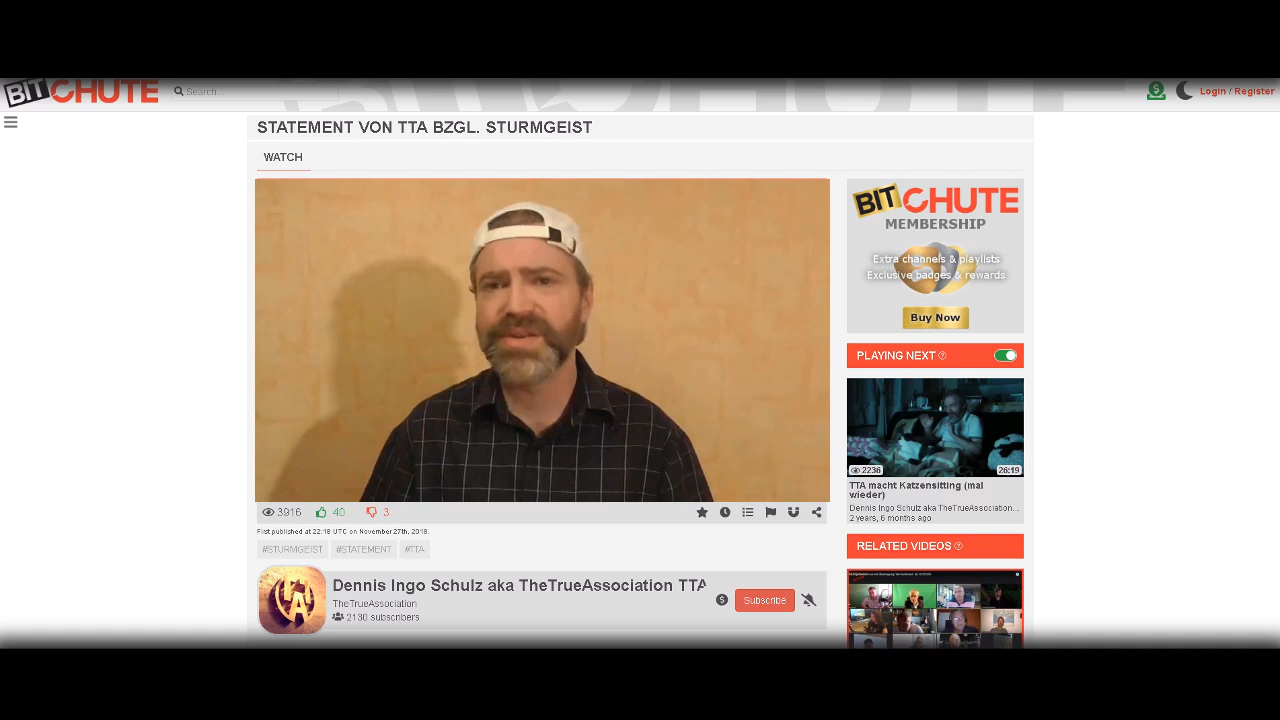 BITCHUTE
Search...
Login / Register
STATEMENT VON TTA BZGL. STURMGEIST
WATCH
3916
40
3
First published at 22:18 UTC on November 27th, 2018.
#STURMGEIST
#STATEMENT
#TTA
Dennis Ingo Schulz aka TheTrueAssociation TTA
TheTrueAssociation
2130 subscribers
Subscribe
BITCHUTE
MEMBERSHIP
Extra channels & playlists
Exclusive badges & rewards
Buy Now
PLAYING NEXT
2236
26:19
TTA macht Katzensitting (mal
wieder)
Dennis Ingo Schulz aka TheTrueAssociation...
2 years, 6 months ago
RELATED VIDEOS